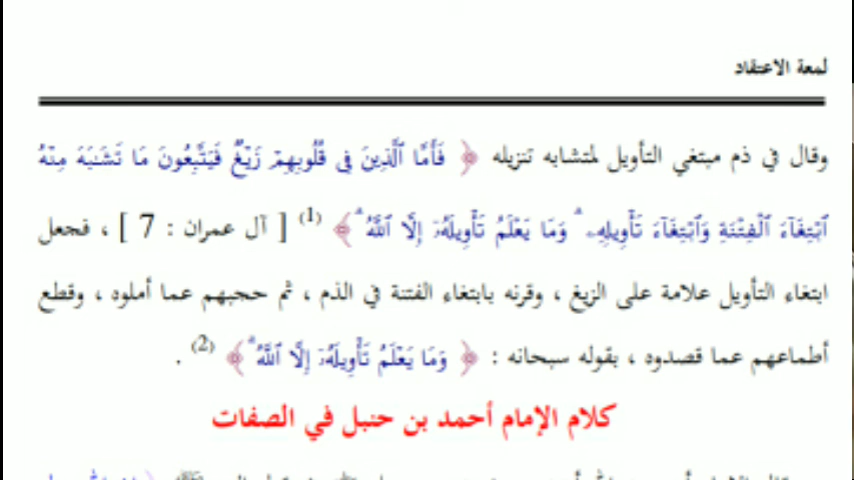 لمعة الاعتقاد
وقال في ذم مبتغي التأويل لمتشابه تنزيله ﴿ فَأَمَّا ٱلَّذِينَ فِى قُلُوبِهِمْ زَيْغٌ فَيَتَّبِعُونَ مَا تَشَـٰبَهَ مِنْهُ
ٱبْتِغَآءَ ٱلْفِتْنَةِ وَٱبْتِغَآءَ تَأْوِيلِهِۦ ۗ وَمَا يَعْلَمُ تَأْوِيلَهُۥٓ إِلَّا ٱللَّهُ ۗ ﴾ (1) [ آل عمران : 7 ] ، فجعل
ابتغاء التأويل علامة على الزيغ ، وقرنه بابتغاء الفتنة في الذم ، ثم حجبهم عما أملوه ، وقطع
أطماعهم عما قصدوه ، بقوله سبحانه : ﴿ وَمَا يَعْلَمُ تَأْوِيلَهُۥٓ إِلَّا ٱللَّهُ ۗ ﴾ (2) .
كلام الإمام أحمد بن حنبل في الصفات